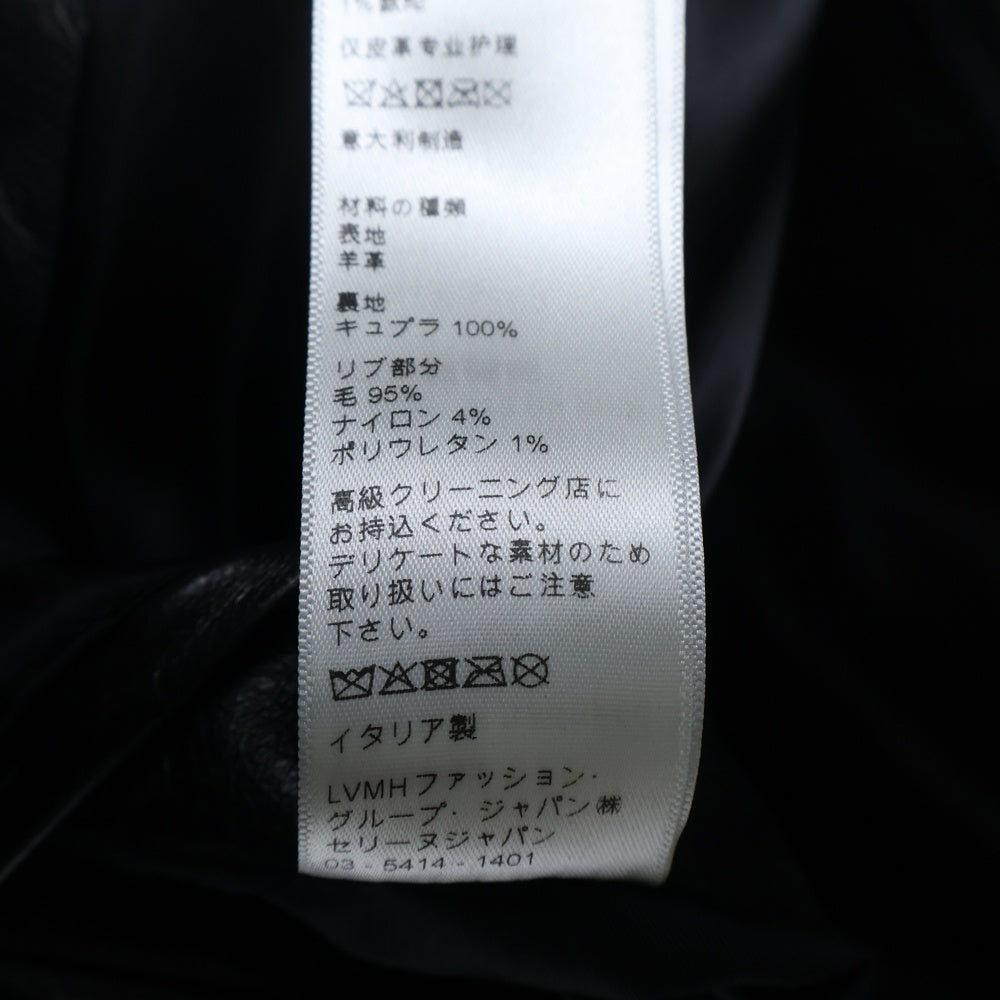 1%
仅皮革专业护理
意大利制造
材料の種類
表地
羊革
裏地
キュプラ 100%
リブ部分
毛 95%
ナイロン 4%
ポリウレタン 1%
高級クリーニング店に
お持込ください。
デリケートな素材のため
取り扱いにはご注意
下さい。
イタリア製
LVMHファッション・
グループ・ジャパン㈱
セリーヌジャパン
03 - 5414 - 1401